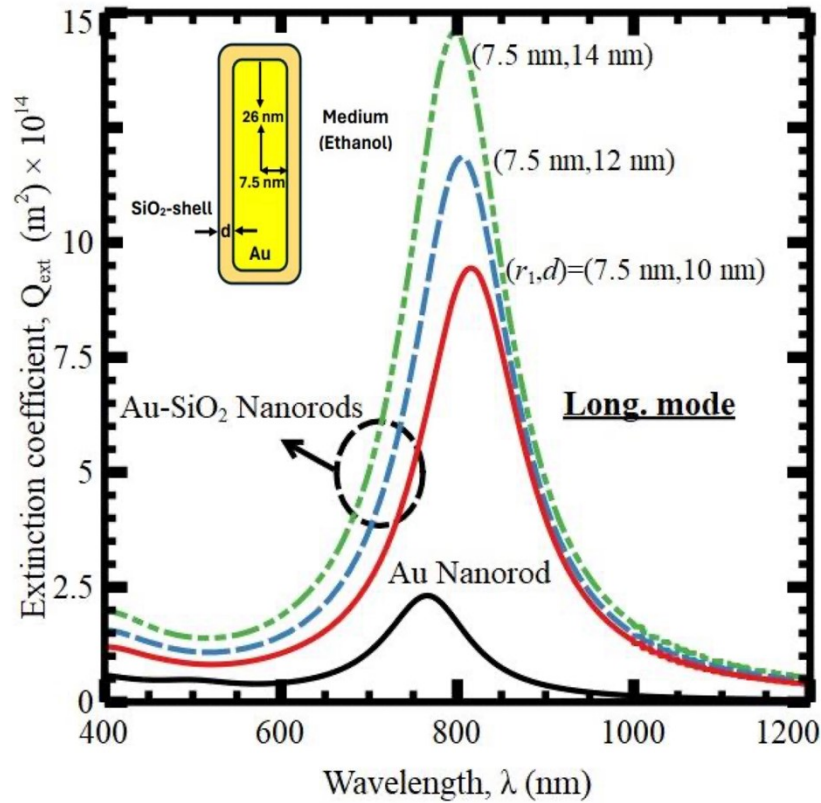 Extinction coefficient, Q_ext (m²) × 10¹⁴
15
10
7.5
5
2.5
0
400
600
800
1000
1200
Wavelength, λ (nm)
26 nm
7.5 nm
SiO₂-shell
d
Au
Medium
(Ethanol)
(7.5 nm,14 nm)
(7.5 nm,12 nm)
(r₁,d)=(7.5 nm,10 nm)
Au-SiO₂ Nanorods
Long. mode
Au Nanorod